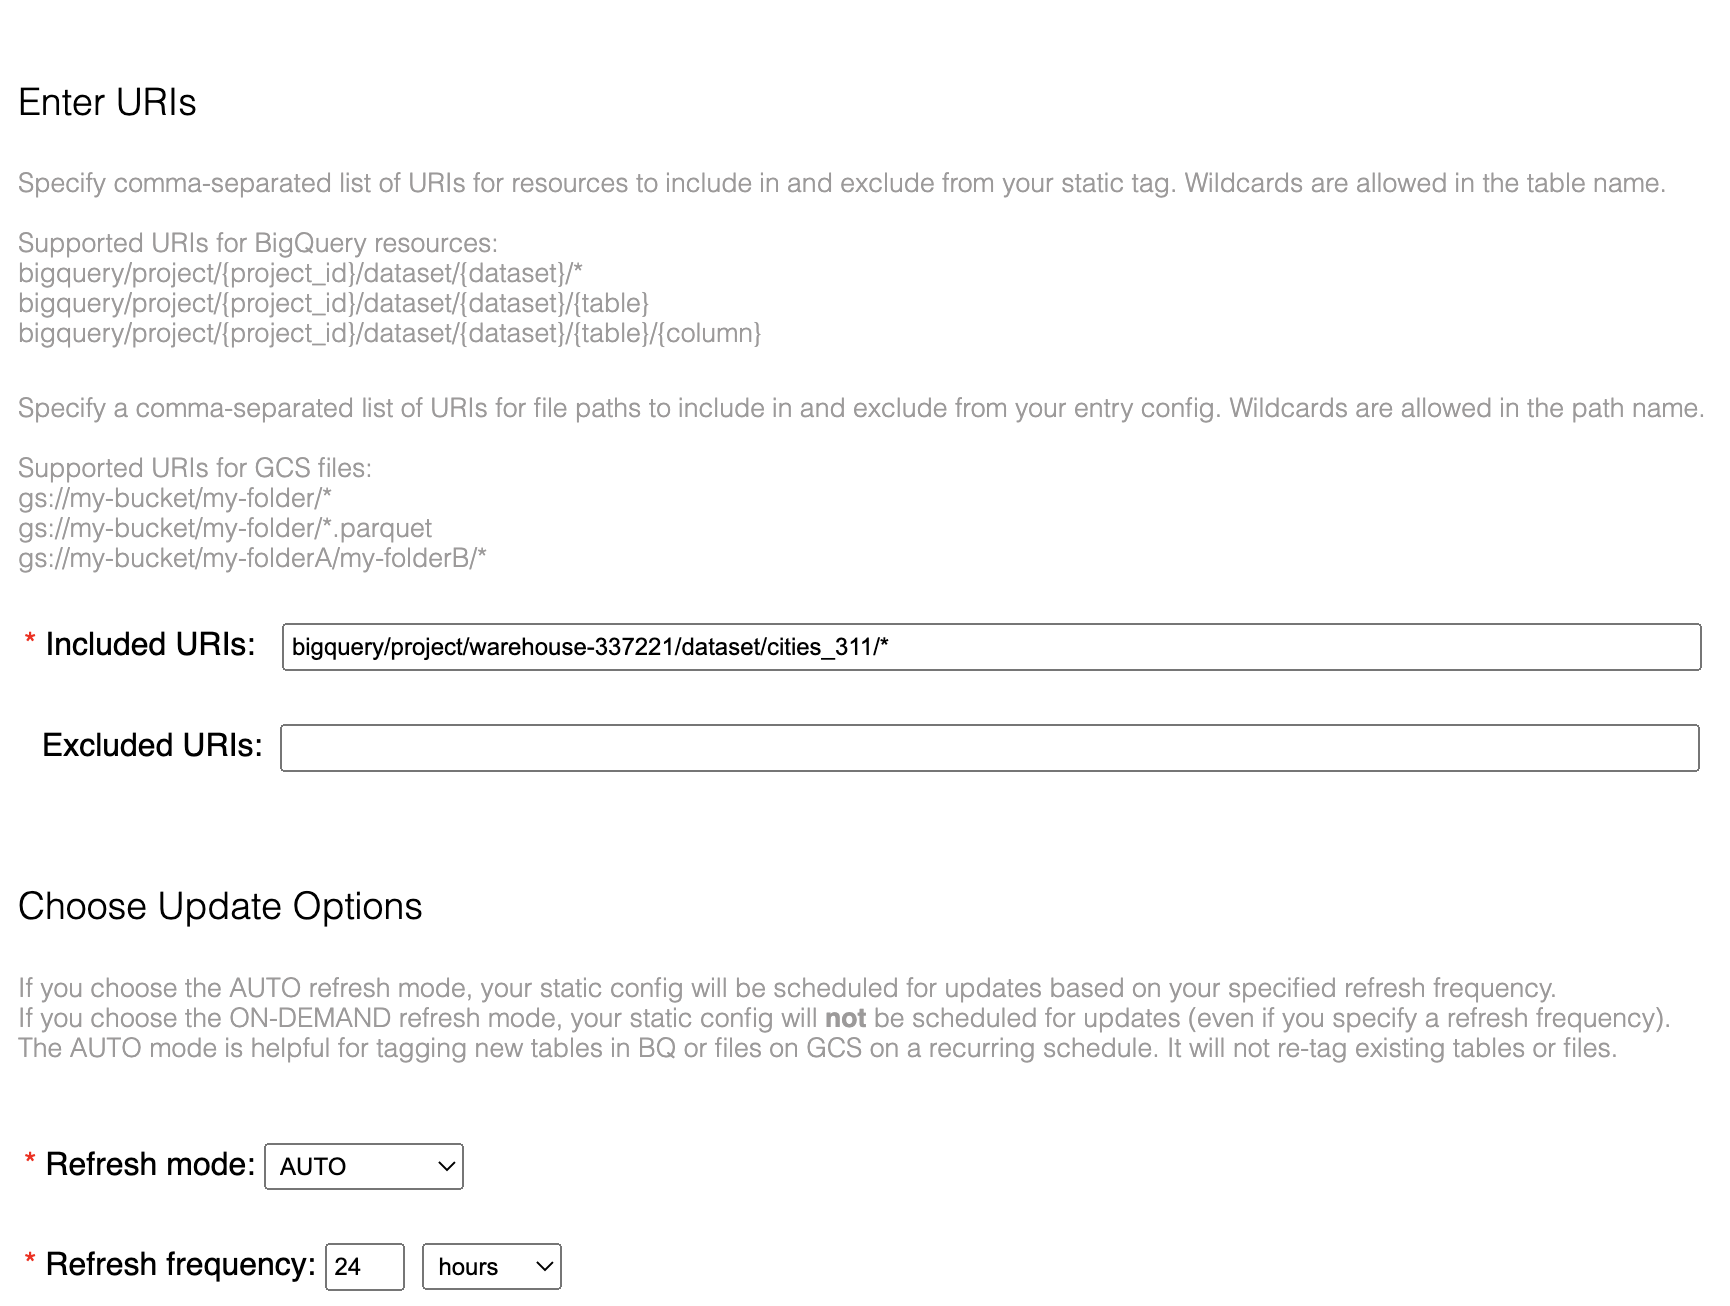 Enter URIs
Specify comma-separated list of URIs for resources to include in and exclude from your static tag. Wildcards are allowed in the table name.
Supported URIs for BigQuery resources:
bigquery/project/{project_id}/dataset/{dataset}/*
bigquery/project/{project_id}/dataset/{dataset}/{table}
bigquery/project/{project_id}/dataset/{dataset}/{table}/{column}
Specify a comma-separated list of URIs for file paths to include in and exclude from your entry config. Wildcards are allowed in the path name.
Supported URIs for GCS files:
gs://my-bucket/my-folder/*
gs://my-bucket/my-folder/*.parquet
gs://my-bucket/my-folderA/my-folderB/*
* Included URIs: bigquery/project/warehouse-337221/dataset/cities_311/*
Excluded URIs:
Choose Update Options
If you choose the AUTO refresh mode, your static config will be scheduled for updates based on your specified refresh frequency.
If you choose the ON-DEMAND refresh mode, your static config will not be scheduled for updates (even if you specify a refresh frequency).
The AUTO mode is helpful for tagging new tables in BQ or files on GCS on a recurring schedule. It will not re-tag existing tables or files.
* Refresh mode: AUTO
* Refresh frequency: 24 hours